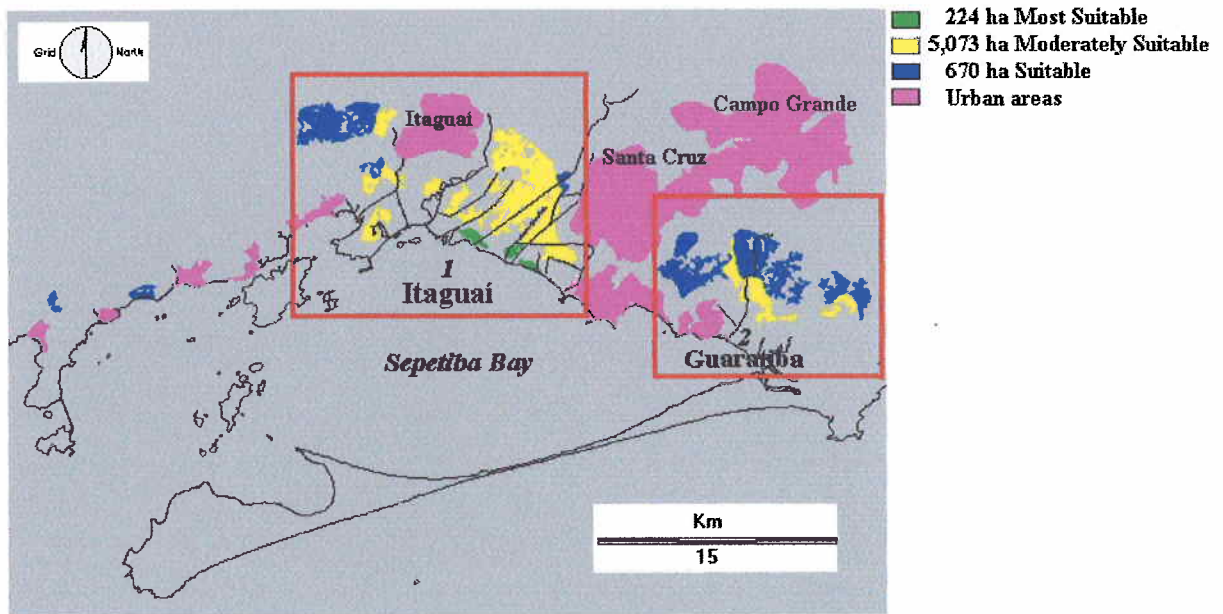 Grid North
224 ha Most Suitable
5,073 ha Moderately Suitable
670 ha Suitable
Urban areas
Campo Grande
Itaguaí
Santa Cruz
1
Itaguaí
2
Guaratiba
Sepetiba Bay
Km
15